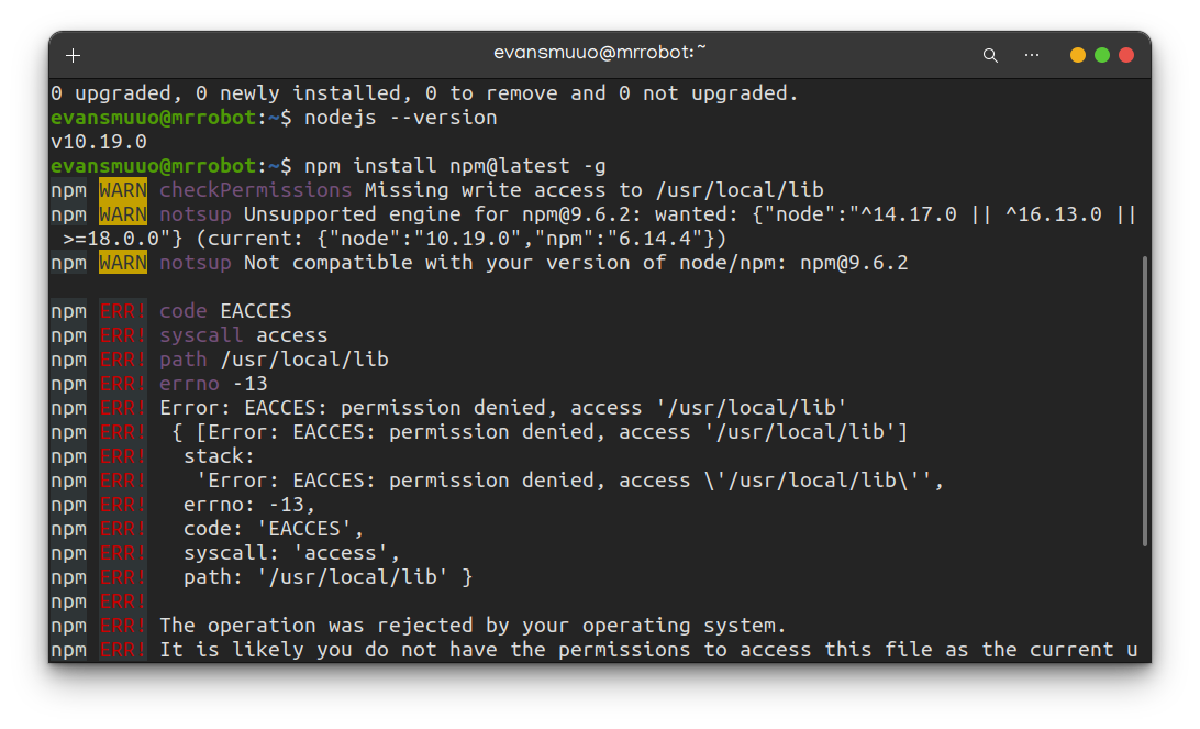 evansmuuo@mrrobot:~
0 upgraded, 0 newly installed, 0 to remove and 0 not upgraded.
evansmuuo@mrrobot:~$ nodejs --version
v10.19.0
evansmuuo@mrrobot:~$ npm install npm@latest -g
npm WARN checkPermissions Missing write access to /usr/local/lib
npm WARN notsup Unsupported engine for npm@9.6.2: wanted: {"node":"^14.17.0 || ^16.13.0 ||
 >=18.0.0"} (current: {"node":"10.19.0","npm":"6.14.4"})
npm WARN notsup Not compatible with your version of node/npm: npm@9.6.2
npm ERR! code EACCES
npm ERR! syscall access
npm ERR! path /usr/local/lib
npm ERR! errno -13
npm ERR! Error: EACCES: permission denied, access '/usr/local/lib'
npm ERR!  { [Error: EACCES: permission denied, access '/usr/local/lib']
npm ERR!   stack:
npm ERR!    'Error: EACCES: permission denied, access \'/usr/local/lib\'',
npm ERR!   errno: -13,
npm ERR!   code: 'EACCES',
npm ERR!   syscall: 'access',
npm ERR!   path: '/usr/local/lib' }
npm ERR!
npm ERR! The operation was rejected by your operating system.
npm ERR! It is likely you do not have the permissions to access this file as the current u